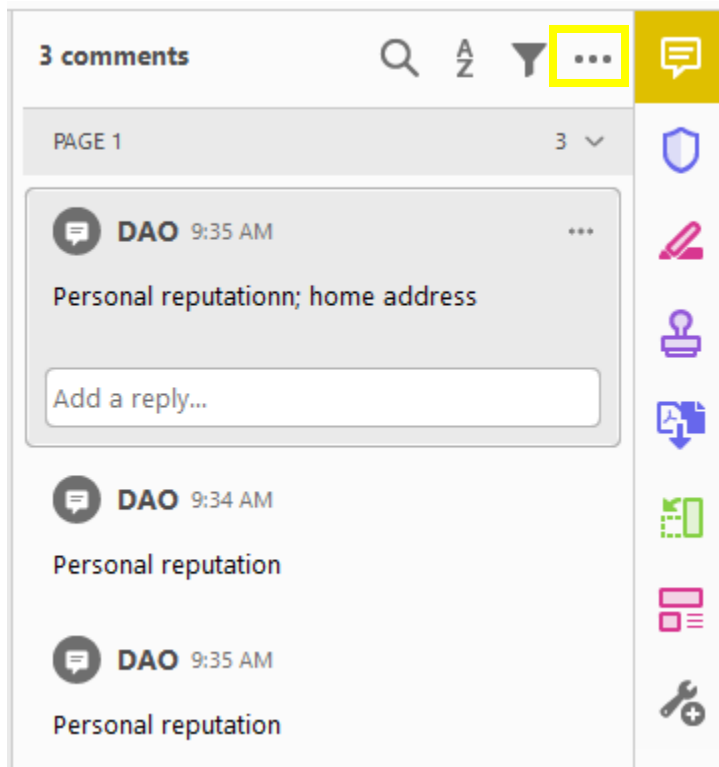 3 comments
A
Z
PAGE 1 3
DAO 9:35 AM
Personal reputationn; home address
Add a reply...
DAO 9:34 AM
Personal reputation
DAO 9:35 AM
Personal reputation